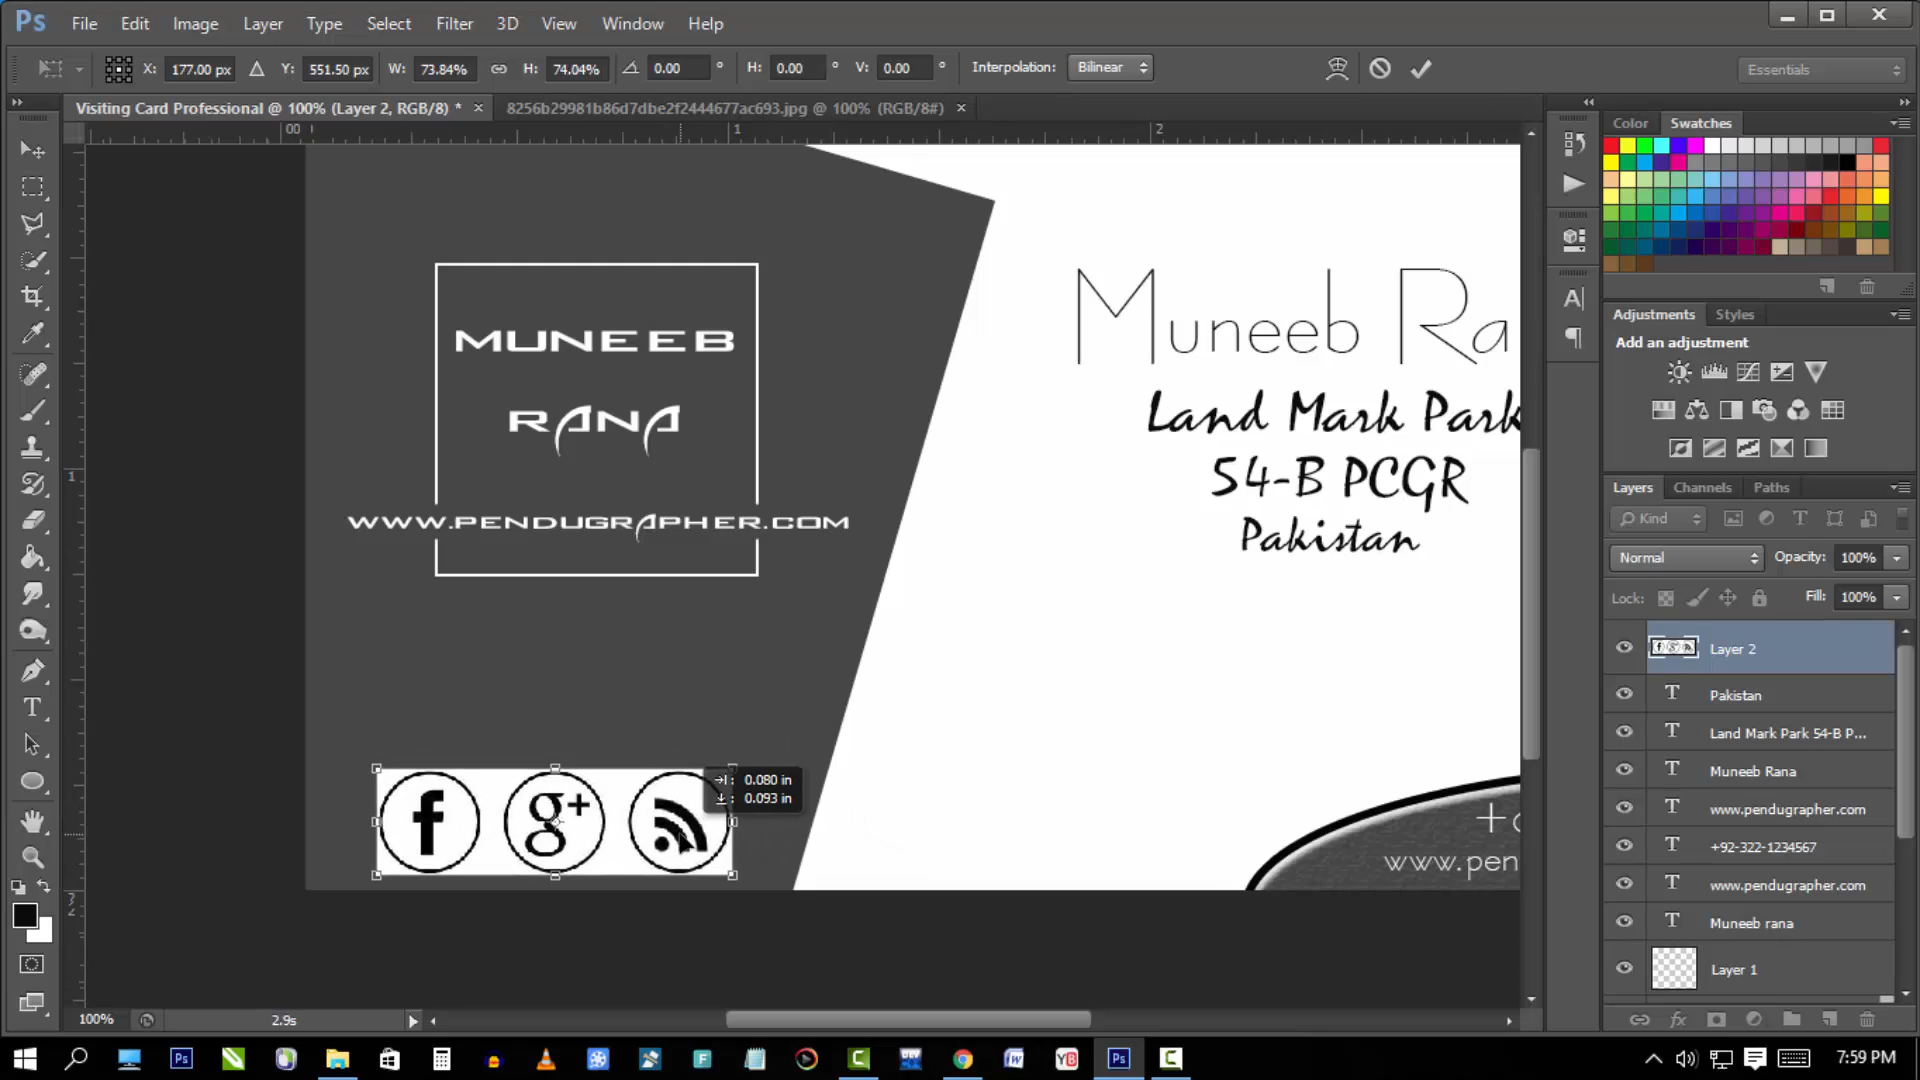 Ps File Edit Image Layer Type Select Filter 3D View Window Help
X: 177.00 px Y: 551.50 px W: 73.84% H: 74.04% 0.00 ° H: 0.00 ° V: 0.00 ° Interpolation: Bilinear Essentials
Visiting Card Professional @ 100% (Layer 2, RGB/8) * × 8256b29981b86d7dbe2f2444677ac693.jpg @ 100% (RGB/8#) ×
00 1 2
Color Swatches
MUNEEB
RANA
WWW.PENDUGRAPHER.COM
Muneeb Ra
Land Mark Park
54-B PCGR
Pakistan
1
f g+
0.080 in
0.093 in
www.pen
Adjustments Styles
Add an adjustment
Layers Channels Paths
Kind
Normal Opacity: 100%
Lock: Fill: 100%
Layer 2
T Pakistan
T Land Mark Park 54-B P...
T Muneeb Rana
T www.pendugrapher.com
T +92-322-1234567
T www.pendugrapher.com
T Muneeb rana
Layer 1
100% 2.9s
7:59 PM